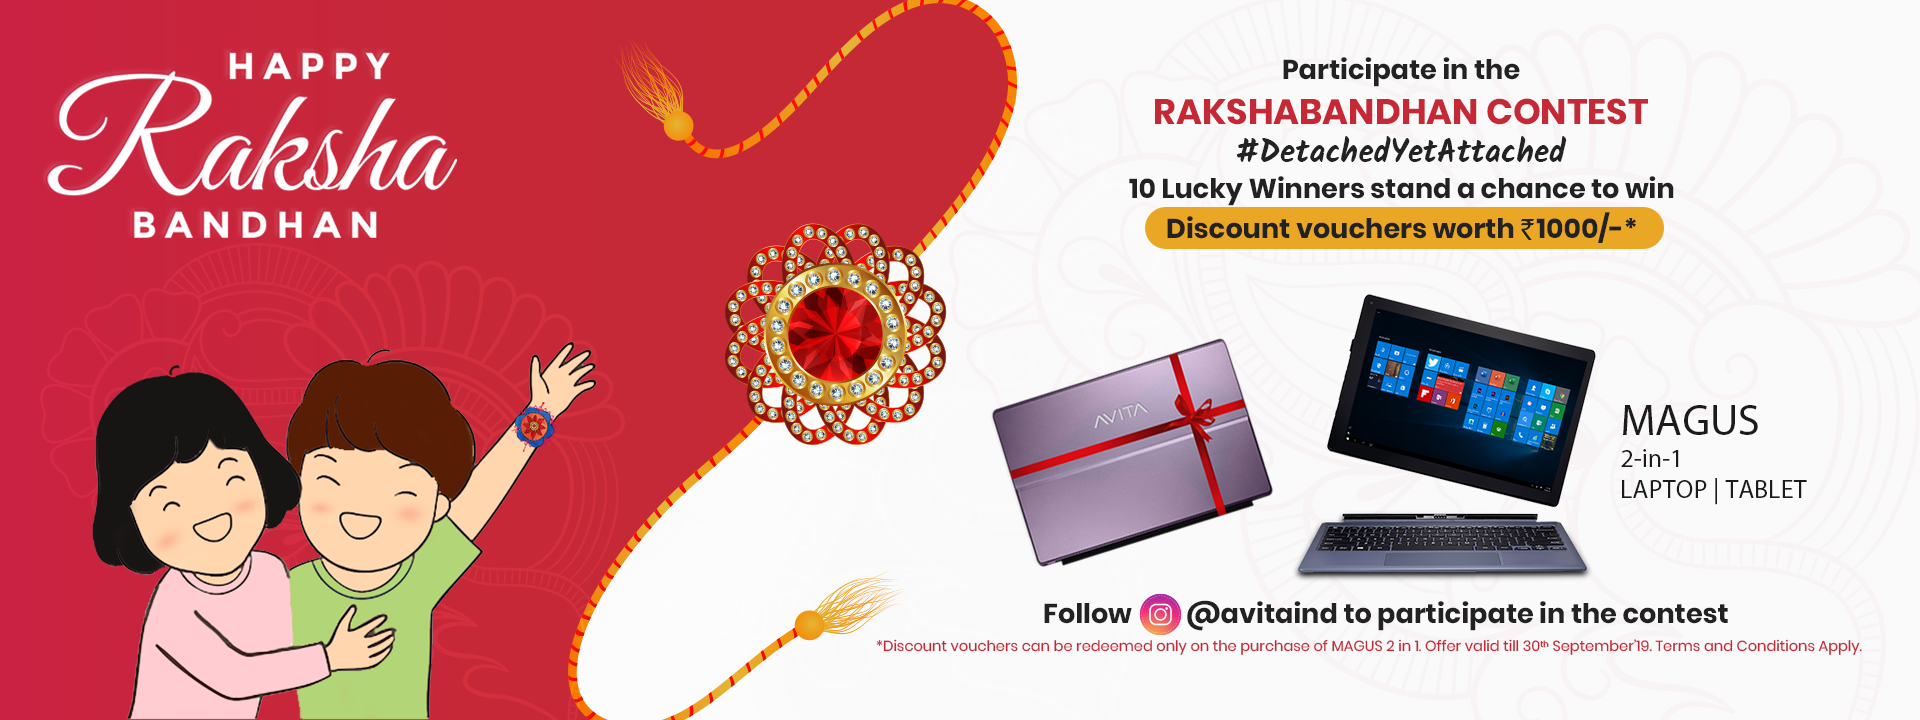 HAPPY
Raksha
BANDHAN
Participate in the
RAKSHABANDHAN CONTEST
#DetachedYetAttached
10 Lucky Winners stand a chance to win
Discount vouchers worth ₹1000/-*
AVITA
MAGUS
2-in-1
LAPTOP | TABLET
Follow @avitaind to participate in the contest
*Discount vouchers can be redeemed only on the purchase of MAGUS 2 in 1. Offer valid till 30th September'19. Terms and Conditions Apply.